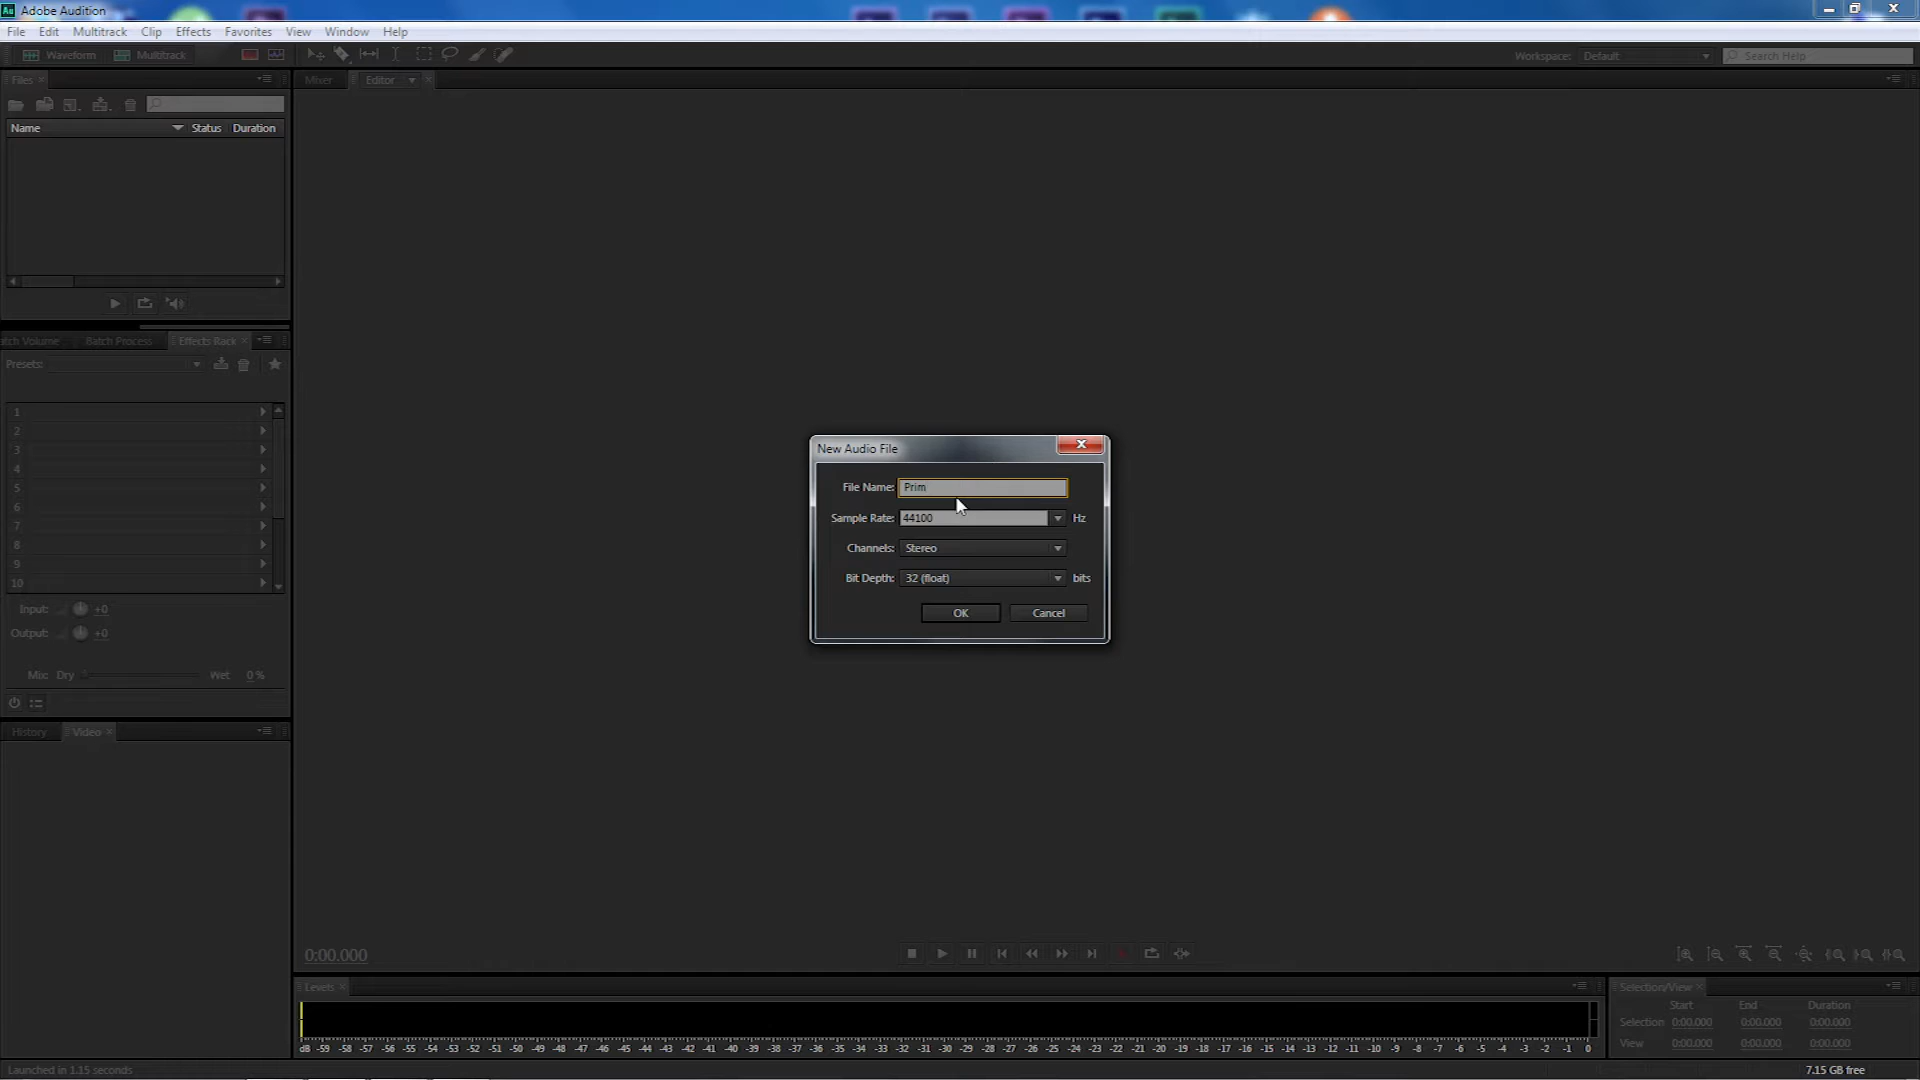 Adobe Audition
File Edit Multitrack Clip Effects Favorites View Window Help
Waveform Multitrack
Workspace: Default
Search Help
Files
Mixer
Editor
Name Status Duration
Batch Process
Effects Rack
Presets:
1
2
3
4
5
6
7
8
9
10
Input: +0
Output: +0
Mix: Dry Wet 0 %
History
Video
New Audio File
File Name: Prim
Sample Rate: 44100 Hz
Channels: Stereo
Bit Depth: 32 (float) bits
OK Cancel
0:00.000
Levels
dB -59 -58 -57 -56 -55 -54 -53 -52 -51 -50 -49 -48 -47 -46 -45 -44 -43 -42 -41 -40 -39 -38 -37 -36 -35 -34 -33 -32 -31 -30 -29 -28 -27 -26 -25 -24 -23 -22 -21 -20 -19 -18 -17 -16 -15 -14 -13 -12 -11 -10 -9 -8 -7 -6 -5 -4 -3 -2 -1 0
Selection/View
Start End Duration
Selection 0:00.000 0:00.000 0:00.000
View 0:00.000 0:00.000 0:00.000
Launched in 1.15 seconds
7.15 GB free